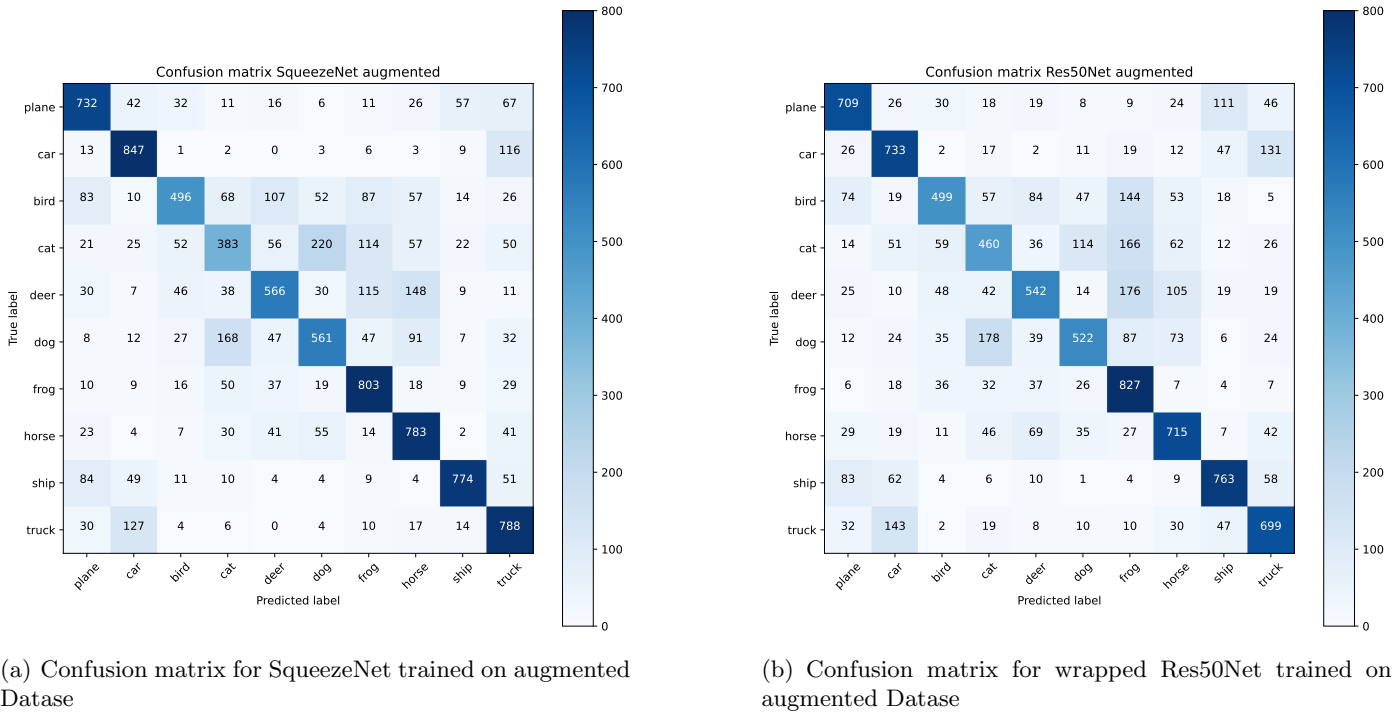 Confusion matrix SqueezeNet augmented
True label
plane 732 42 32 11 16 6 11 26 57 67
car 13 847 1 2 0 3 6 3 9 116
bird 83 10 496 68 107 52 87 57 14 26
cat 21 25 52 383 56 220 114 57 22 50
deer 30 7 46 38 566 30 115 148 9 11
dog 8 12 27 168 47 561 47 91 7 32
frog 10 9 16 50 37 19 803 18 9 29
horse 23 4 7 30 41 55 14 783 2 41
ship 84 49 11 10 4 4 9 4 774 51
truck 30 127 4 6 0 4 10 17 14 788
plane car bird cat deer dog frog horse ship truck
Predicted label
800
700
600
500
400
300
200
100
0
(a) Confusion matrix for SqueezeNet trained on augmented
Datase
Confusion matrix Res50Net augmented
True label
plane 709 26 30 18 19 8 9 24 111 46
car 26 733 2 17 2 11 19 12 47 131
bird 74 19 499 57 84 47 144 53 18 5
cat 14 51 59 460 36 114 166 62 12 26
deer 25 10 48 42 542 14 176 105 19 19
dog 12 24 35 178 39 522 87 73 6 24
frog 6 18 36 32 37 26 827 7 4 7
horse 29 19 11 46 69 35 27 715 7 42
ship 83 62 4 6 10 1 4 9 763 58
truck 32 143 2 19 8 10 10 30 47 699
plane car bird cat deer dog frog horse ship truck
Predicted label
800
700
600
500
400
300
200
100
0
(b) Confusion matrix for wrapped Res50Net trained on
augmented Datase